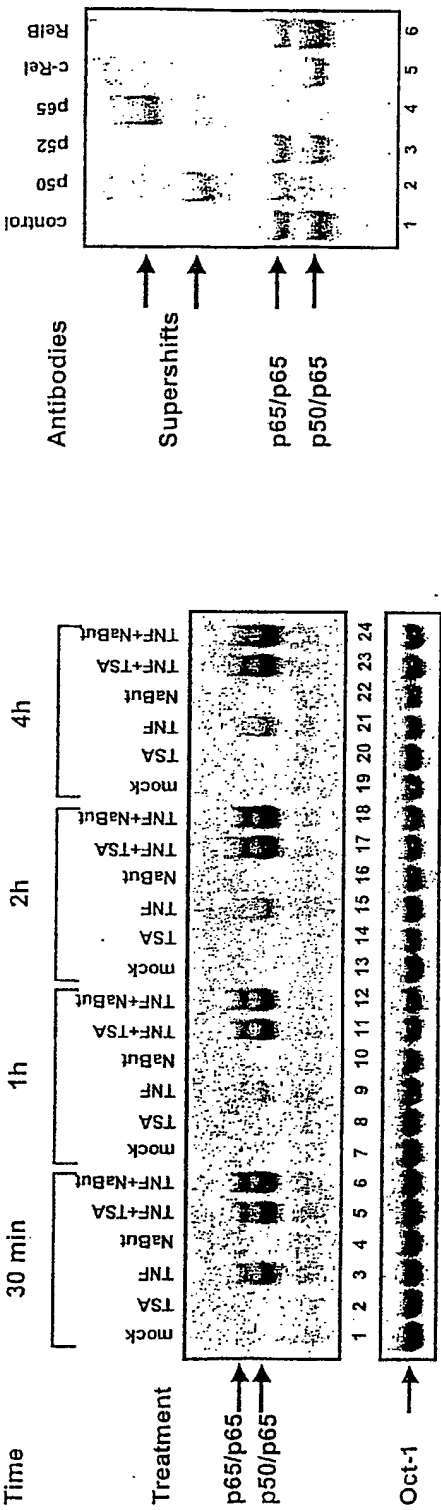 Time
30 min 1h 2h 4h
Treatment
mock TSA TNF NaBut TNF+TSA TNF+NaBut mock TSA TNF NaBut TNF+TSA TNF+NaBut mock TSA TNF NaBut TNF+TSA TNF+NaBut mock TSA TNF NaBut TNF+TSA TNF+NaBut
p65/p65
p50/p65
1 2 3 4 5 6 7 8 9 10 11 12 13 14 15 16 17 18 19 20 21 22 23 24
Oct-1
Antibodies
control p50 p52 p65 c-Rel RelB
Supershifts
p65/p65
p50/p65
1 2 3 4 5 6